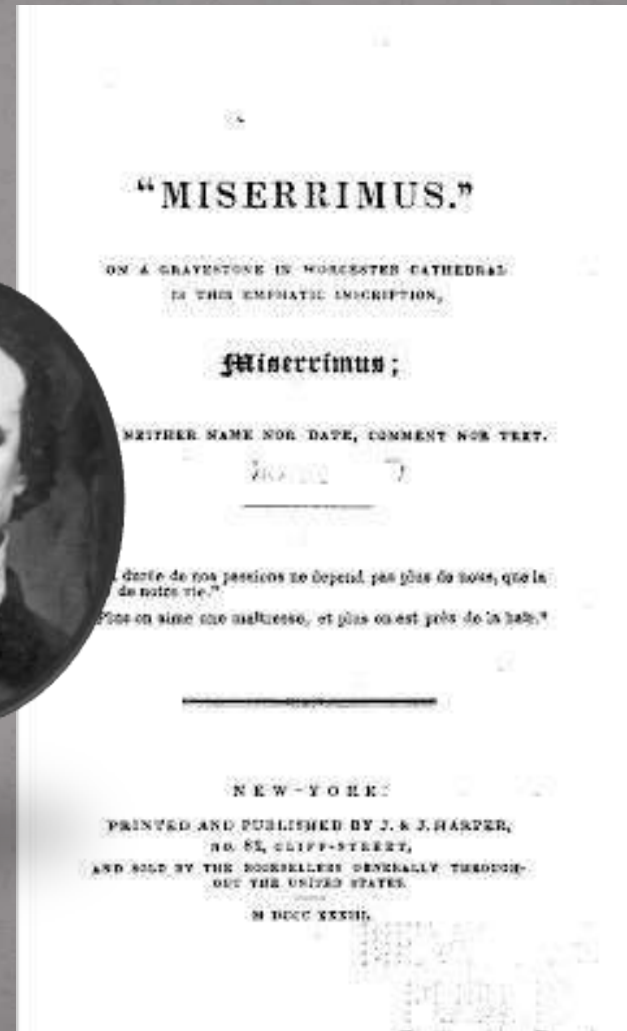 “MISERRIMUS.”
ON A GRAVESTONE IN WORCESTER CATHEDRAL
IS THIS EMPHATIC INSCRIPTION,
Miserrimus;
NEITHER NAME NOR DATE, COMMENT NOR TEXT.
durée de nos passions ne depend pas plus de nous, que la
de notre vie."
Plus on aime une maîtresse, et plus on est près de la haïr."
NEW-YORK:
PRINTED AND PUBLISHED BY J. & J. HARPER,
NO. 82, CLIFF-STREET,
AND SOLD BY THE BOOKSELLERS GENERALLY THROUGH-
OUT THE UNITED STATES.
M DCCC XXXIII.